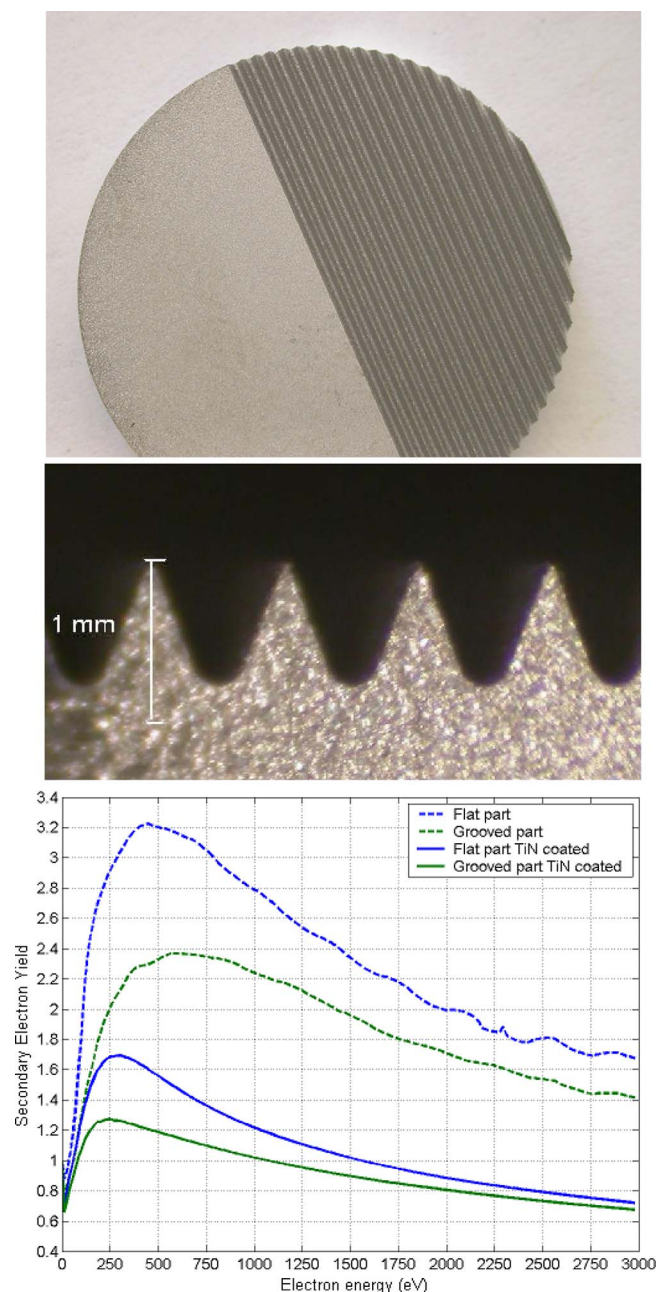 1 mm
3.4
3.2
3
2.8
2.6
2.4
2.2
2
1.8
1.6
1.4
1.2
1
0.8
0.6
0.4
Secondary Electron Yield
Flat part
Grooved part
Flat part TiN coated
Grooved part TiN coated
0 250 500 750 1000 1250 1500 1750 2000 2250 2500 2750 3000
Electron energy (eV)